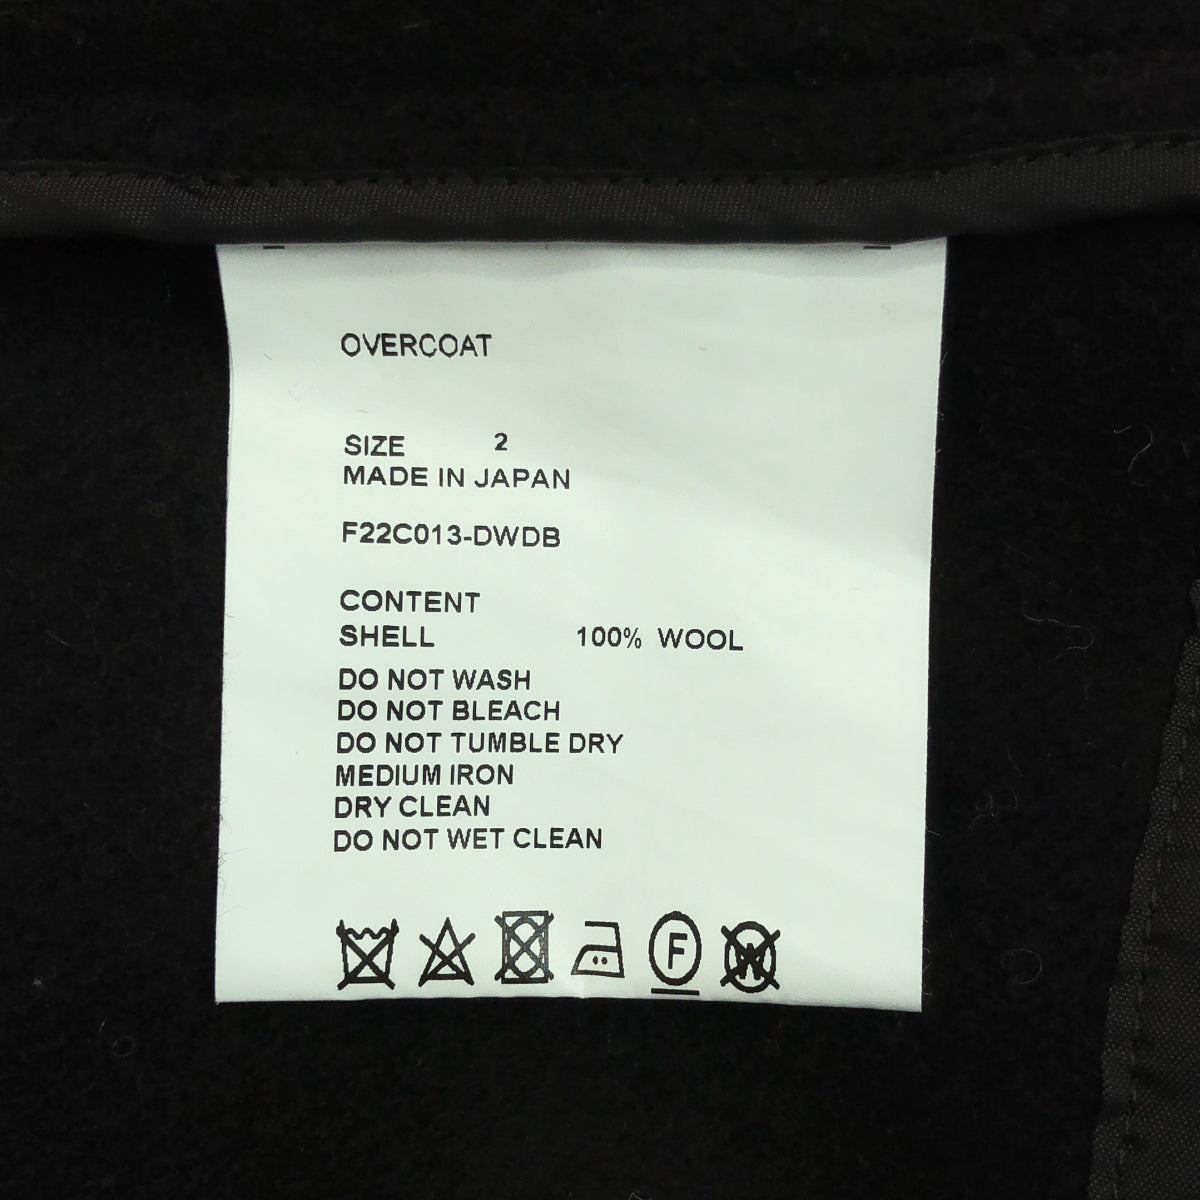 OVERCOAT
SIZE 2
MADE IN JAPAN
F22C013-DWDB
CONTENT
SHELL 100% WOOL
DO NOT WASH
DO NOT BLEACH
DO NOT TUMBLE DRY
MEDIUM IRON
DRY CLEAN
DO NOT WET CLEAN
F W